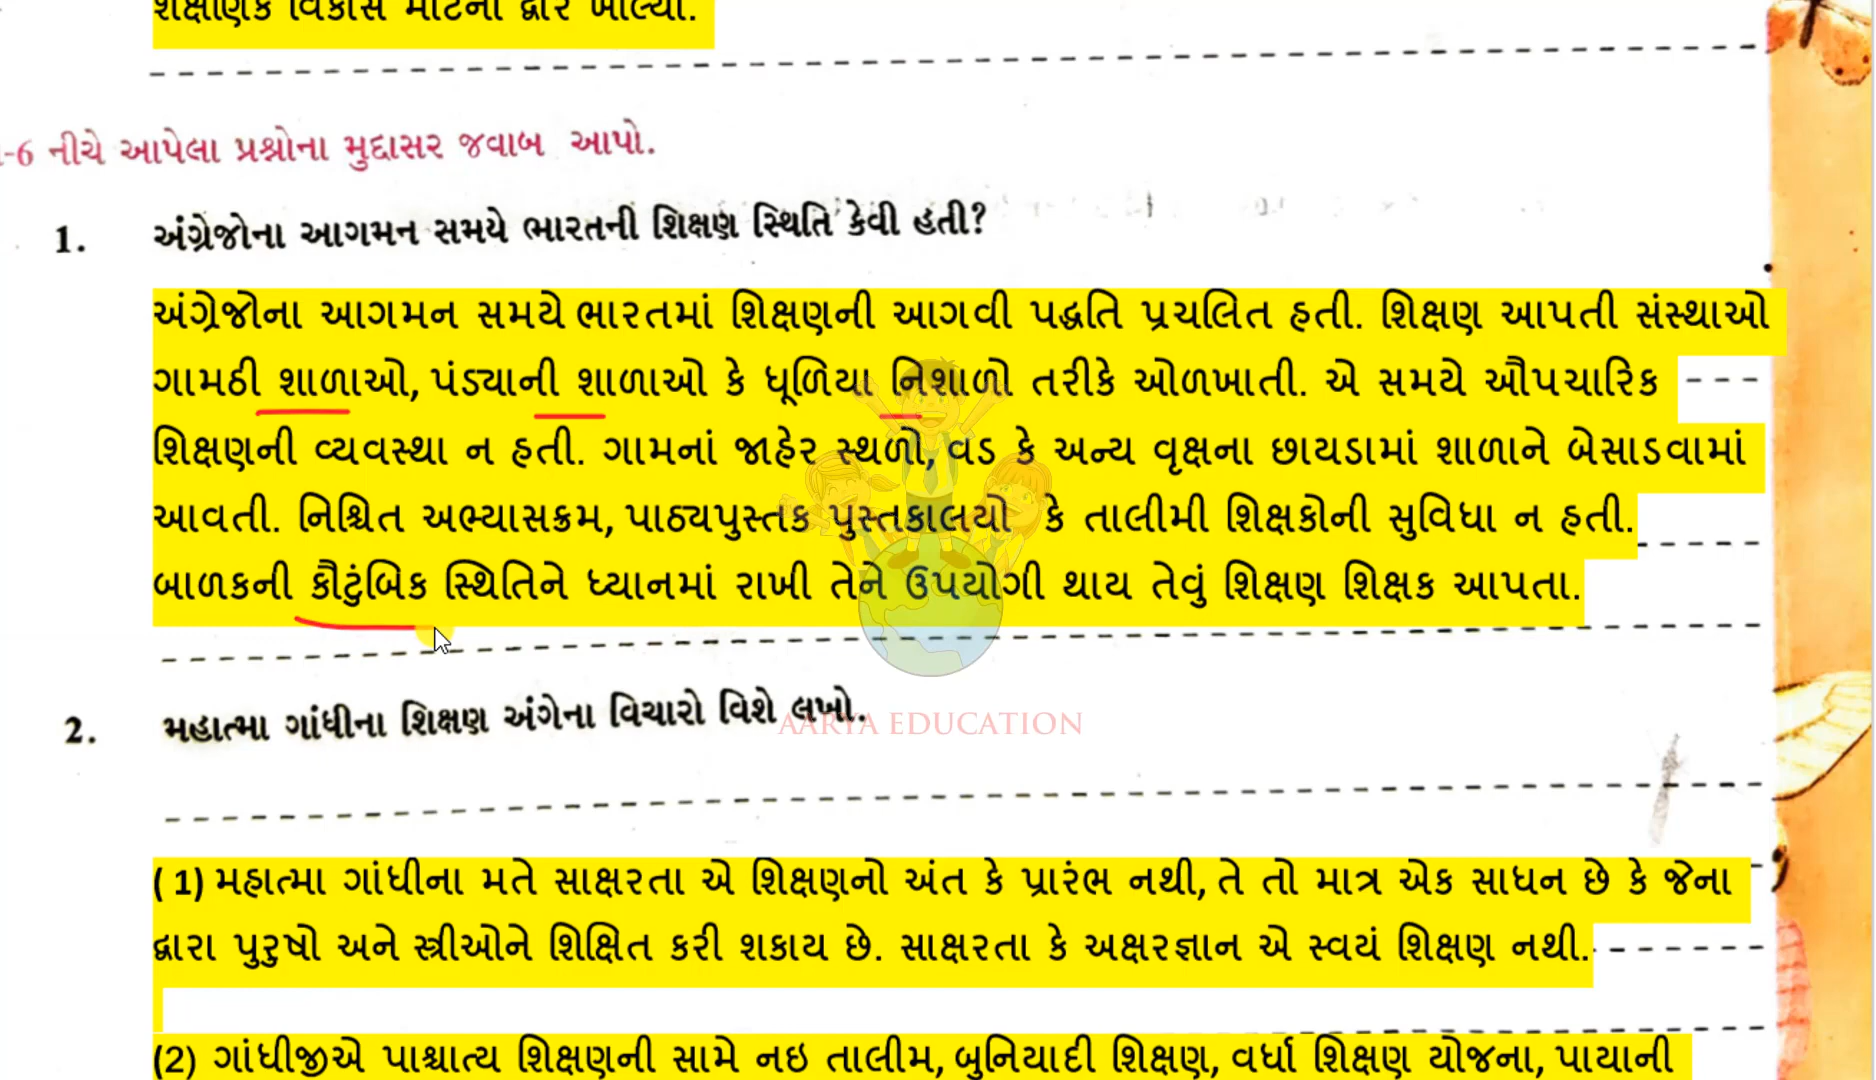 શૈક્ષણિક વિકાસ માટેના દ્વાર ખોલ્યા.
-6 નીચે આપેલા પ્રશ્નોના મુદ્દાસર જવાબ આપો.
1. અંગ્રેજોના આગમન સમયે ભારતની શિક્ષણ સ્થિતિ કેવી હતી?
અંગ્રેજોના આગમન સમયે ભારતમાં શિક્ષણની આગવી પદ્ધતિ પ્રચલિત હતી. શિક્ષણ આપતી સંસ્થાઓ
ગામઠી શાળાઓ, પંડ્યાની શાળાઓ કે ધૂળિયા નિશાળો તરીકે ઓળખાતી. એ સમયે ઔપચારિક
શિક્ષણની વ્યવસ્થા ન હતી. ગામનાં જાહેર સ્થળો, વડ કે અન્ય વૃક્ષના છાયડામાં શાળાને બેસાડવામાં
આવતી. નિશ્ચિત અભ્યાસક્રમ, પાઠ્યપુસ્તક પુસ્તકાલયો કે તાલીમી શિક્ષકોની સુવિધા ન હતી.
બાળકની કૌટુંબિક સ્થિતિને ધ્યાનમાં રાખી તેને ઉપયોગી થાય તેવું શિક્ષણ શિક્ષક આપતા.
2. મહાત્મા ગાંધીના શિક્ષણ અંગેના વિચારો વિશે લખો.
AARYA EDUCATION
( 1) મહાત્મા ગાંધીના મતે સાક્ષરતા એ શિક્ષણનો અંત કે પ્રારંભ નથી, તે તો માત્ર એક સાધન છે કે જેના
દ્વારા પુરુષો અને સ્ત્રીઓને શિક્ષિત કરી શકાય છે. સાક્ષરતા કે અક્ષરજ્ઞાન એ સ્વયં શિક્ષણ નથી.
(2) ગાંધીજીએ પાશ્ચાત્ય શિક્ષણની સામે નઇ તાલીમ, બુનિયાદી શિક્ષણ, વર્ધા શિક્ષણ યોજના, પાયાની